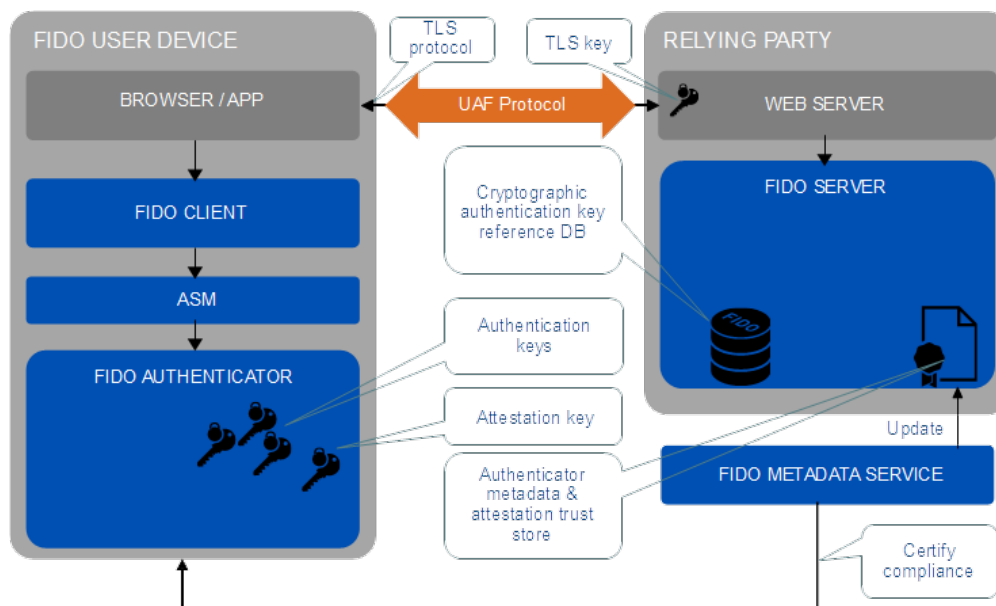 FIDO USER DEVICE
TLS
protocol
TLS key
RELYING PARTY
BROWSER / APP
UAF Protocol
WEB SERVER
FIDO CLIENT
Cryptographic
authentication key
reference DB
FIDO SERVER
ASM
FIDO
Authentication
keys
FIDO AUTHENTICATOR
Attestation key
Update
Authenticator
metadata &
attestation trust
store
FIDO METADATA SERVICE
Certify
compliance